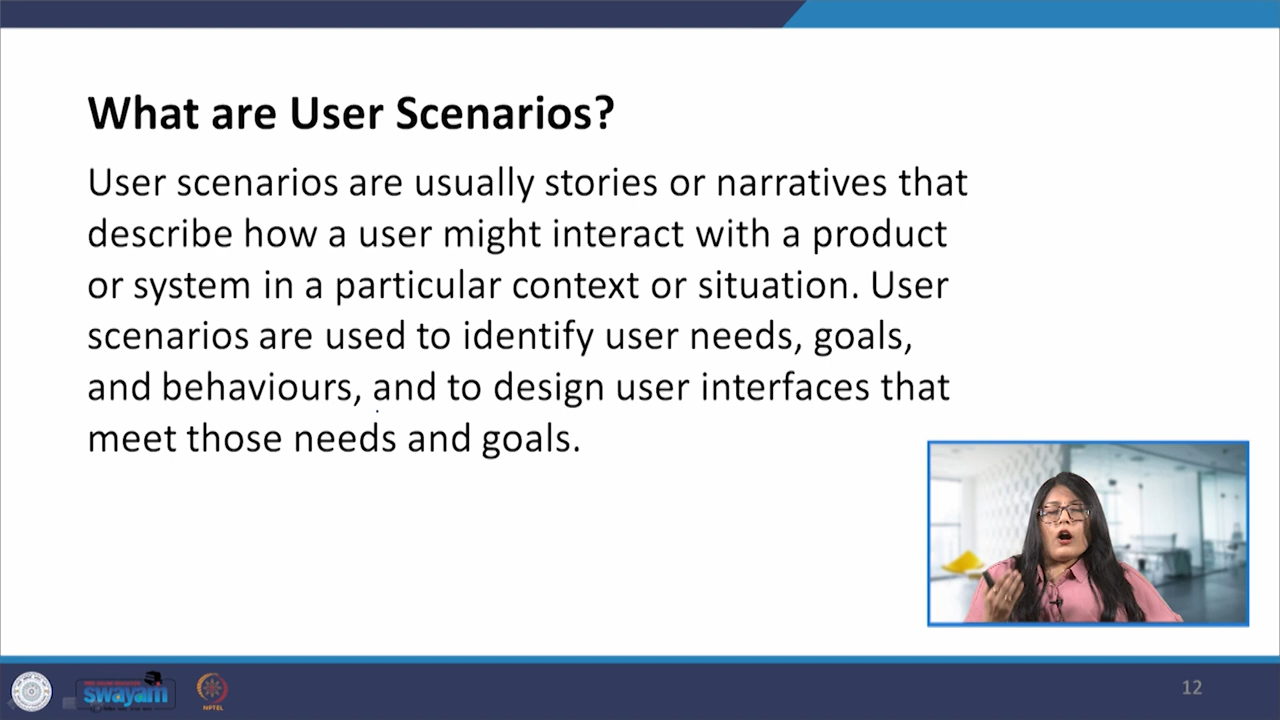 What are User Scenarios?
User scenarios are usually stories or narratives that
describe how a user might interact with a product
or system in a particular context or situation. User
scenarios are used to identify user needs, goals,
and behaviours, and to design user interfaces that
meet those needs and goals.
swayam
NPTEL
12